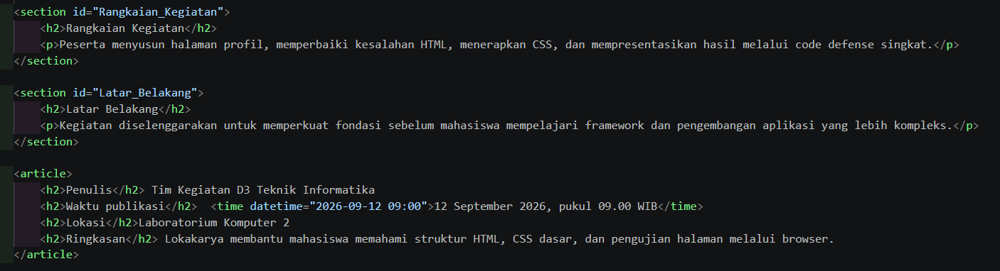 <section id="Rangkaian_Kegiatan">
<h2>Rangkaian Kegiatan</h2>
<p>Peserta menyusun halaman profil, memperbaiki kesalahan HTML, menerapkan CSS, dan mempresentasikan hasil melalui code defense singkat.</p>
</section>
<section id="Latar_Belakang">
<h2>Latar Belakang</h2>
<p>Kegiatan diselenggarakan untuk memperkuat fondasi sebelum mahasiswa mempelajari framework dan pengembangan aplikasi yang lebih kompleks.</p>
</section>
<article>
<h2>Penulis</h2> Tim Kegiatan D3 Teknik Informatika
<h2>Waktu publikasi</h2>  <time datetime="2026-09-12 09:00">12 September 2026, pukul 09.00 WIB</time>
<h2>Lokasi</h2>Laboratorium Komputer 2
<h2>Ringkasan</h2> Lokakarya membantu mahasiswa memahami struktur HTML, CSS dasar, dan pengujian halaman melalui browser.
</article>